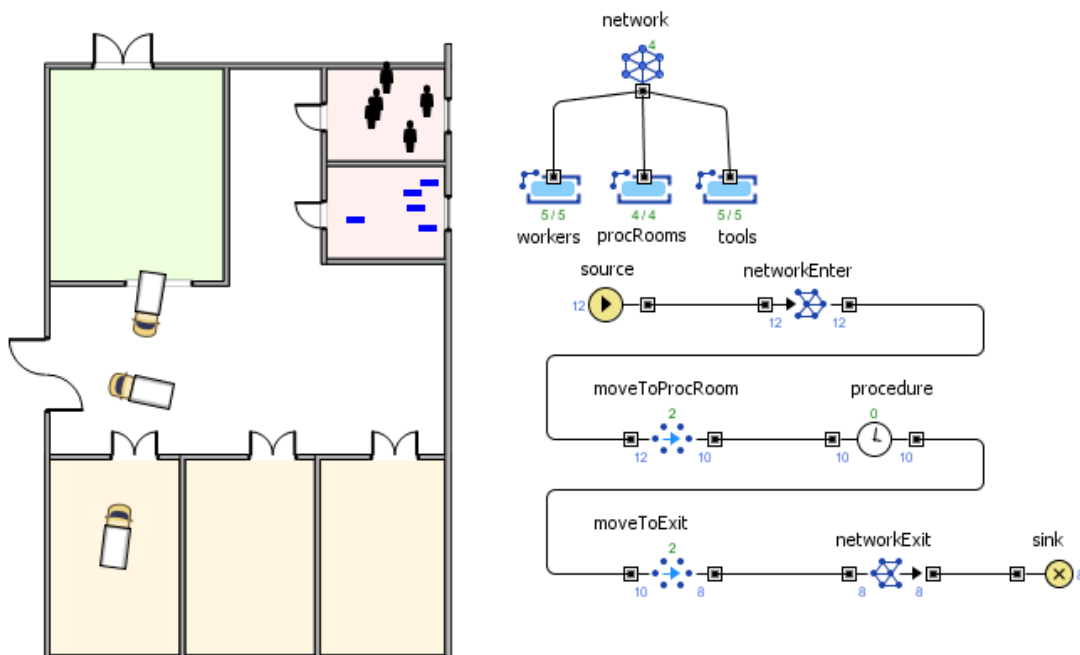 network
4
5 / 5
4 / 4
5 / 5
workers
procRooms
tools
source
networkEnter
12
12
12
moveToProcRoom
procedure
2
0
12
10
10
10
moveToExit
networkExit
sink
2
10
8
8
8
8